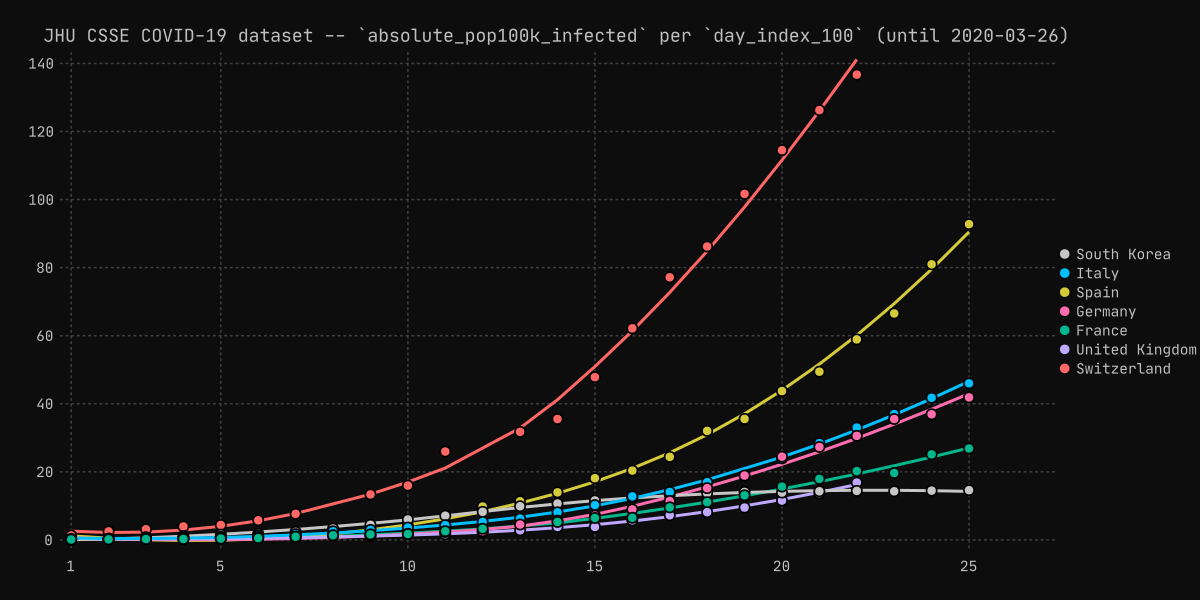 JHU CSSE COVID-19 dataset -- `absolute_pop100k_infected` per `day_index_100` (until 2020-03-26)
140
120
100
80
60
40
20
0
1 5 10 15 20 25
South Korea
Italy
Spain
Germany
France
United Kingdom
Switzerland